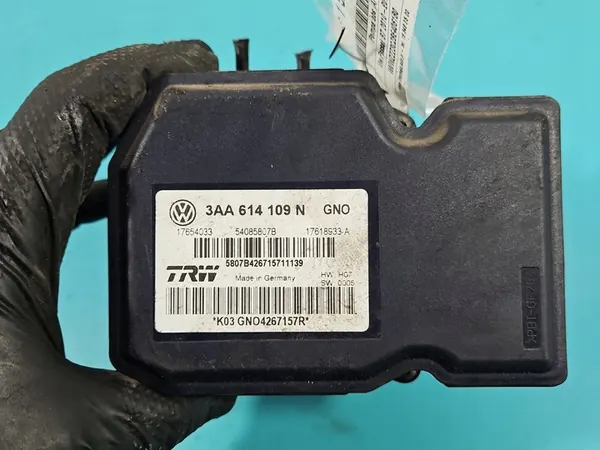 3AA 614 109 N GNO
17654033 54085807B 17618933-A
5807B426715711139
TRW Made in Germany HW H07
SW 0005
*K03 GNO4267157R*